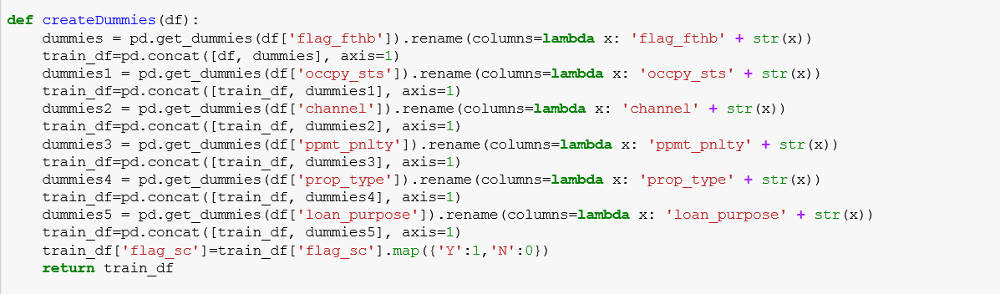 def createDummies(df):
    dummies = pd.get_dummies(df['flag_fthb']).rename(columns=lambda x: 'flag_fthb' + str(x))
    train_df=pd.concat([df, dummies], axis=1)
    dummies1 = pd.get_dummies(df['occpy_sts']).rename(columns=lambda x: 'occpy_sts' + str(x))
    train_df=pd.concat([train_df, dummies1], axis=1)
    dummies2 = pd.get_dummies(df['channel']).rename(columns=lambda x: 'channel' + str(x))
    train_df=pd.concat([train_df, dummies2], axis=1)
    dummies3 = pd.get_dummies(df['ppmt_pnlty']).rename(columns=lambda x: 'ppmt_pnlty' + str(x))
    train_df=pd.concat([train_df, dummies3], axis=1)
    dummies4 = pd.get_dummies(df['prop_type']).rename(columns=lambda x: 'prop_type' + str(x))
    train_df=pd.concat([train_df, dummies4], axis=1)
    dummies5 = pd.get_dummies(df['loan_purpose']).rename(columns=lambda x: 'loan_purpose' + str(x))
    train_df=pd.concat([train_df, dummies5], axis=1)
    train_df['flag_sc']=train_df['flag_sc'].map({'Y':1,'N':0})
    return train_df